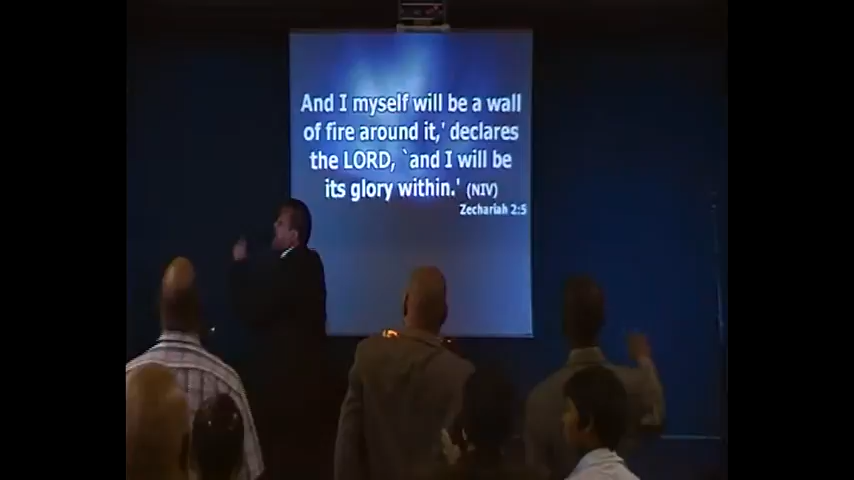 And I myself will be a wall
of fire around it,' declares
the LORD, `and I will be
its glory within.' (NIV)
Zechariah 2:5